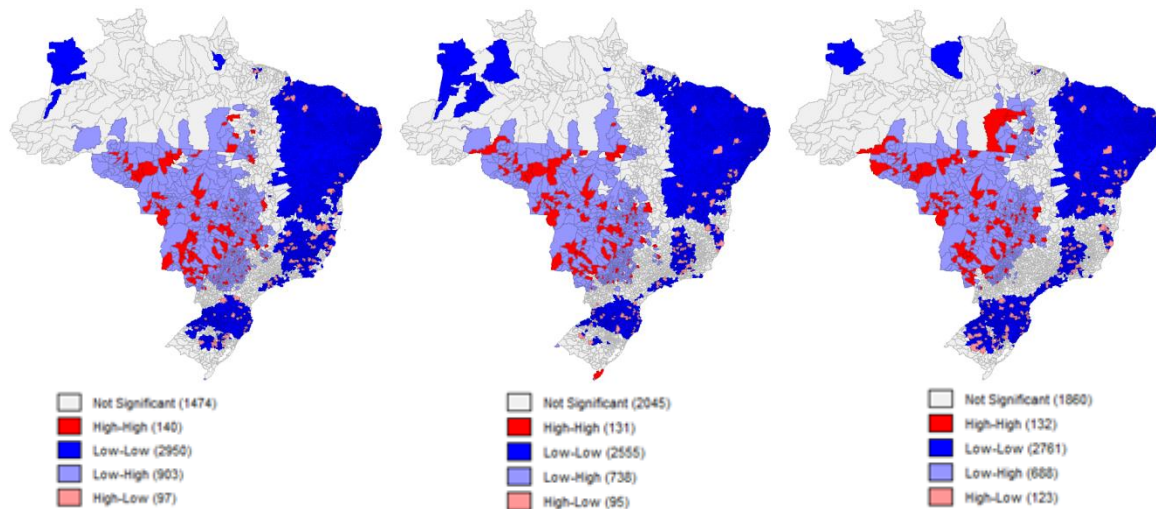 Not Significant (1474)
High-High (140)
Low-Low (2950)
Low-High (903)
High-Low (97)
Not Significant (2045)
High-High (131)
Low-Low (2555)
Low-High (738)
High-Low (95)
Not Significant (1860)
High-High (132)
Low-Low (2761)
Low-High (688)
High-Low (123)